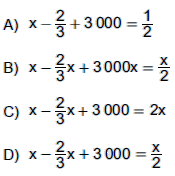 A) x − 2/3 + 3 000 = 1/2
B) x − 2/3x + 3 000x = x/2
C) x − 2/3x + 3 000 = 2x
D) x − 2/3x + 3 000 = x/2